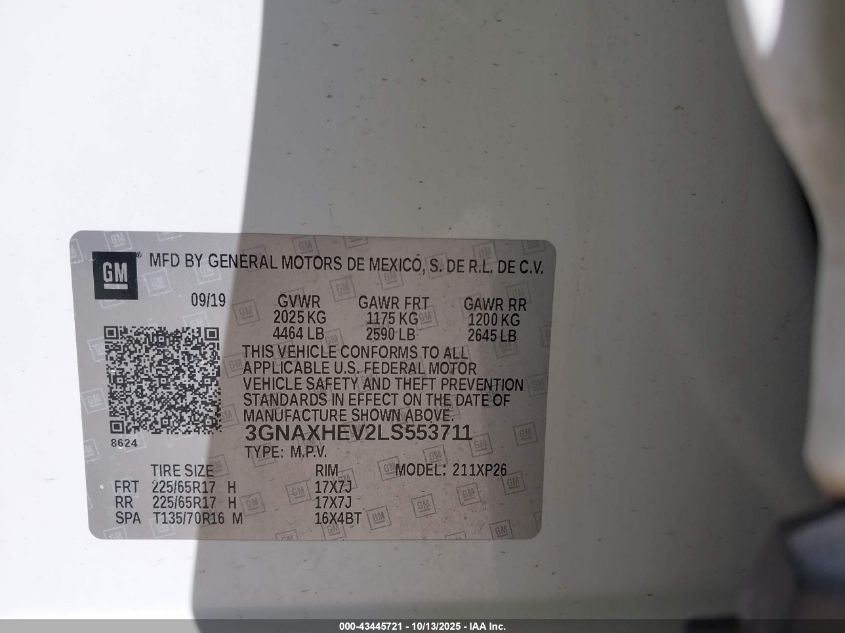 GM ® MFD BY GENERAL MOTORS DE MEXICO, S. DE R.L. DE C.V.
09/19 GVWR GAWR FRT GAWR RR
2025 KG 1175 KG 1200 KG
4464 LB 2590 LB 2645 LB
THIS VEHICLE CONFORMS TO ALL
APPLICABLE U.S. FEDERAL MOTOR
VEHICLE SAFETY AND THEFT PREVENTION
STANDARDS IN EFFECT ON THE DATE OF
MANUFACTURE SHOWN ABOVE.
3GNAXHEV2LS553711
8624
TYPE: M.P.V.
TIRE SIZE RIM MODEL: 211XP26
FRT 225/65R17 H 17X7J
RR 225/65R17 H 17X7J
SPA T135/70R16 M 16X4BT
000-43445721 - 10/13/2025 - IAA Inc.